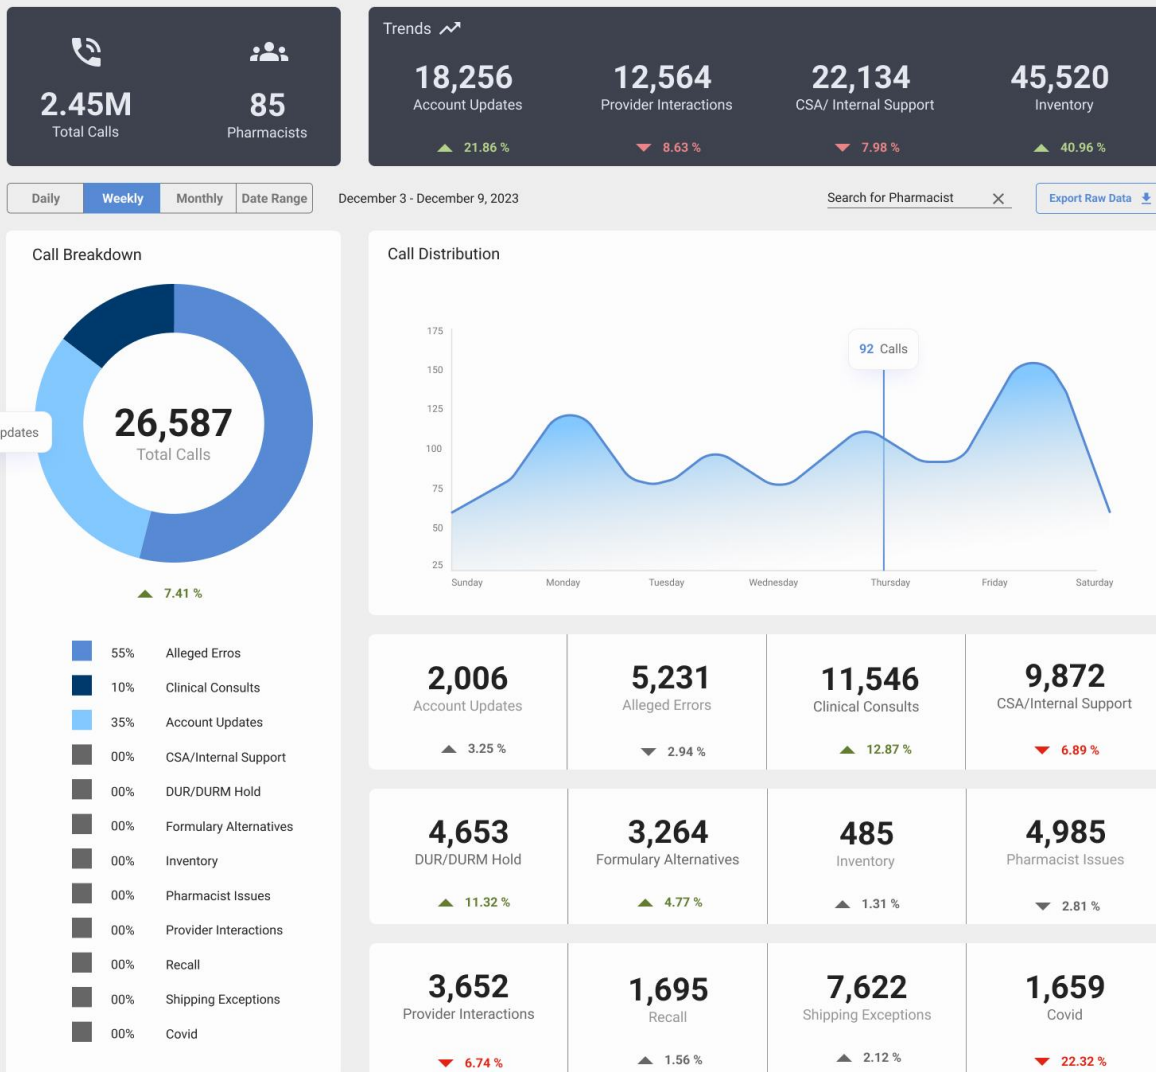 2.45M
Total Calls
85
Pharmacists
Trends
18,256
Account Updates
21.86 %
12,564
Provider Interactions
8.63 %
22,134
CSA/ Internal Support
7.98 %
45,520
Inventory
40.96 %
Daily
Weekly
Monthly
Date Range
December 3 - December 9, 2023
Search for Pharmacist
Export Raw Data
Call Breakdown
pdates
26,587
Total Calls
7.41 %
55% Alleged Erros
10% Clinical Consults
35% Account Updates
00% CSA/Internal Support
00% DUR/DURM Hold
00% Formulary Alternatives
00% Inventory
00% Pharmacist Issues
00% Provider Interactions
00% Recall
00% Shipping Exceptions
00% Covid
Call Distribution
92 Calls
175
150
125
100
75
50
25
Sunday Monday Tuesday Wednesday Thursday Friday Saturday
2,006
Account Updates
3.25 %
5,231
Alleged Errors
2.94 %
11,546
Clinical Consults
12.87 %
9,872
CSA/Internal Support
6.89 %
4,653
DUR/DURM Hold
11.32 %
3,264
Formulary Alternatives
4.77 %
485
Inventory
1.31 %
4,985
Pharmacist Issues
2.81 %
3,652
Provider Interactions
6.74 %
1,695
Recall
1.56 %
7,622
Shipping Exceptions
2.12 %
1,659
Covid
22.32 %